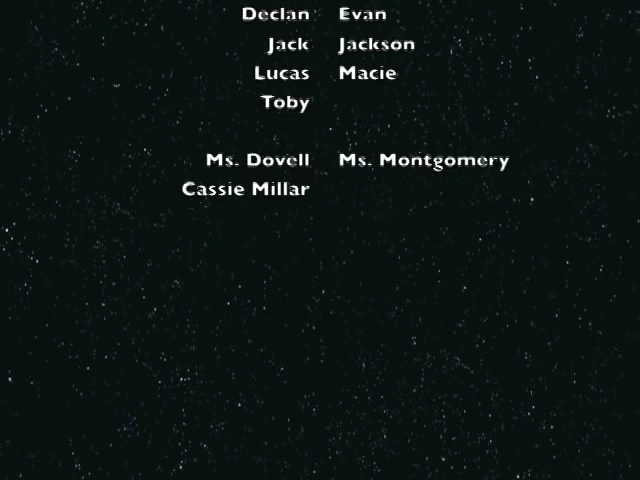 Declan Evan
Jack Jackson
Lucas Macie
Toby
Ms. Dovell Ms. Montgomery
Cassie Millar